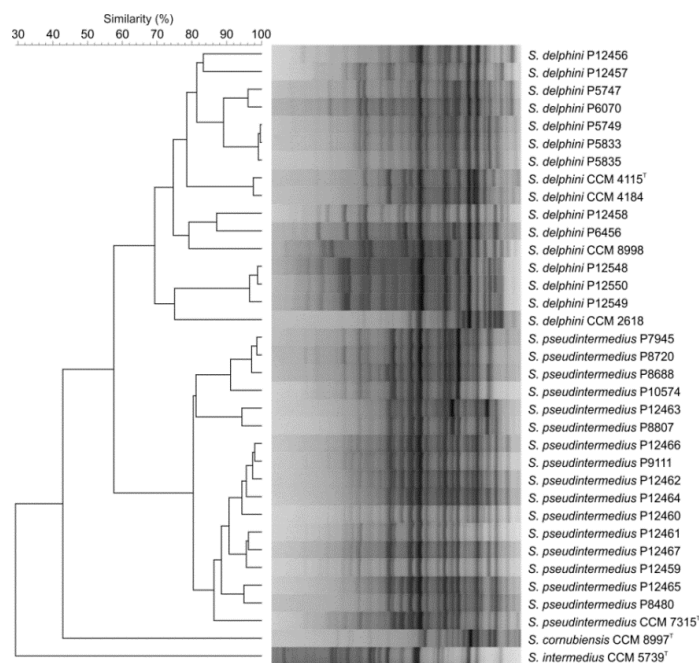 Similarity (%)
30 40 50 60 70 80 90 100
S. delphini P12456
S. delphini P12457
S. delphini P5747
S. delphini P6070
S. delphini P5749
S. delphini P5833
S. delphini P5835
S. delphini CCM 4115ᵀ
S. delphini CCM 4184
S. delphini P12458
S. delphini P6456
S. delphini CCM 8998
S. delphini P12548
S. delphini P12550
S. delphini P12549
S. delphini CCM 2618
S. pseudintermedius P7945
S. pseudintermedius P8720
S. pseudintermedius P8688
S. pseudintermedius P10574
S. pseudintermedius P12463
S. pseudintermedius P8807
S. pseudintermedius P12466
S. pseudintermedius P9111
S. pseudintermedius P12462
S. pseudintermedius P12464
S. pseudintermedius P12460
S. pseudintermedius P12461
S. pseudintermedius P12467
S. pseudintermedius P12459
S. pseudintermedius P12465
S. pseudintermedius P8480
S. pseudintermedius CCM 7315ᵀ
S. cornubiensis CCM 8997ᵀ
S. intermedius CCM 5739ᵀ